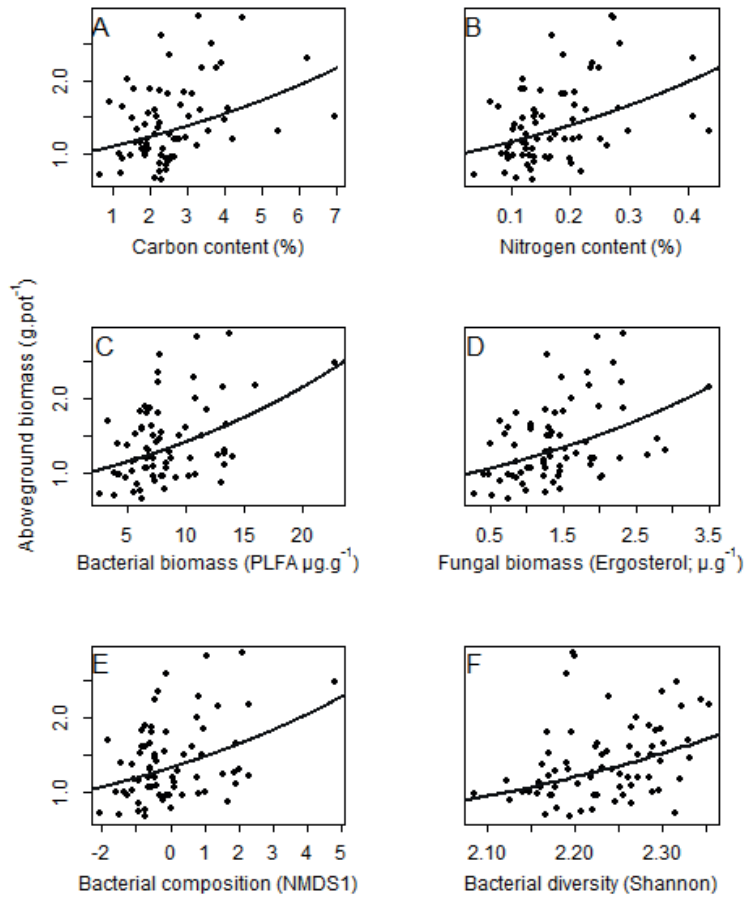 A
B
2.0
1.0
2.0
1.0
1 2 3 4 5 6 7
0.1 0.2 0.3 0.4
Carbon content (%)
Nitrogen content (%)
Aboveground biomass (g.pot⁻¹)
C
D
2.0
1.0
5 10 15 20
0.5 1.5 2.5 3.5
Bacterial biomass (PLFA µg.g⁻¹)
Fungal biomass (Ergosterol; µ.g⁻¹)
E
F
2.0
1.0
-2 -1 0 1 2 3 4 5
2.10 2.20 2.30
Bacterial composition (NMDS1)
Bacterial diversity (Shannon)